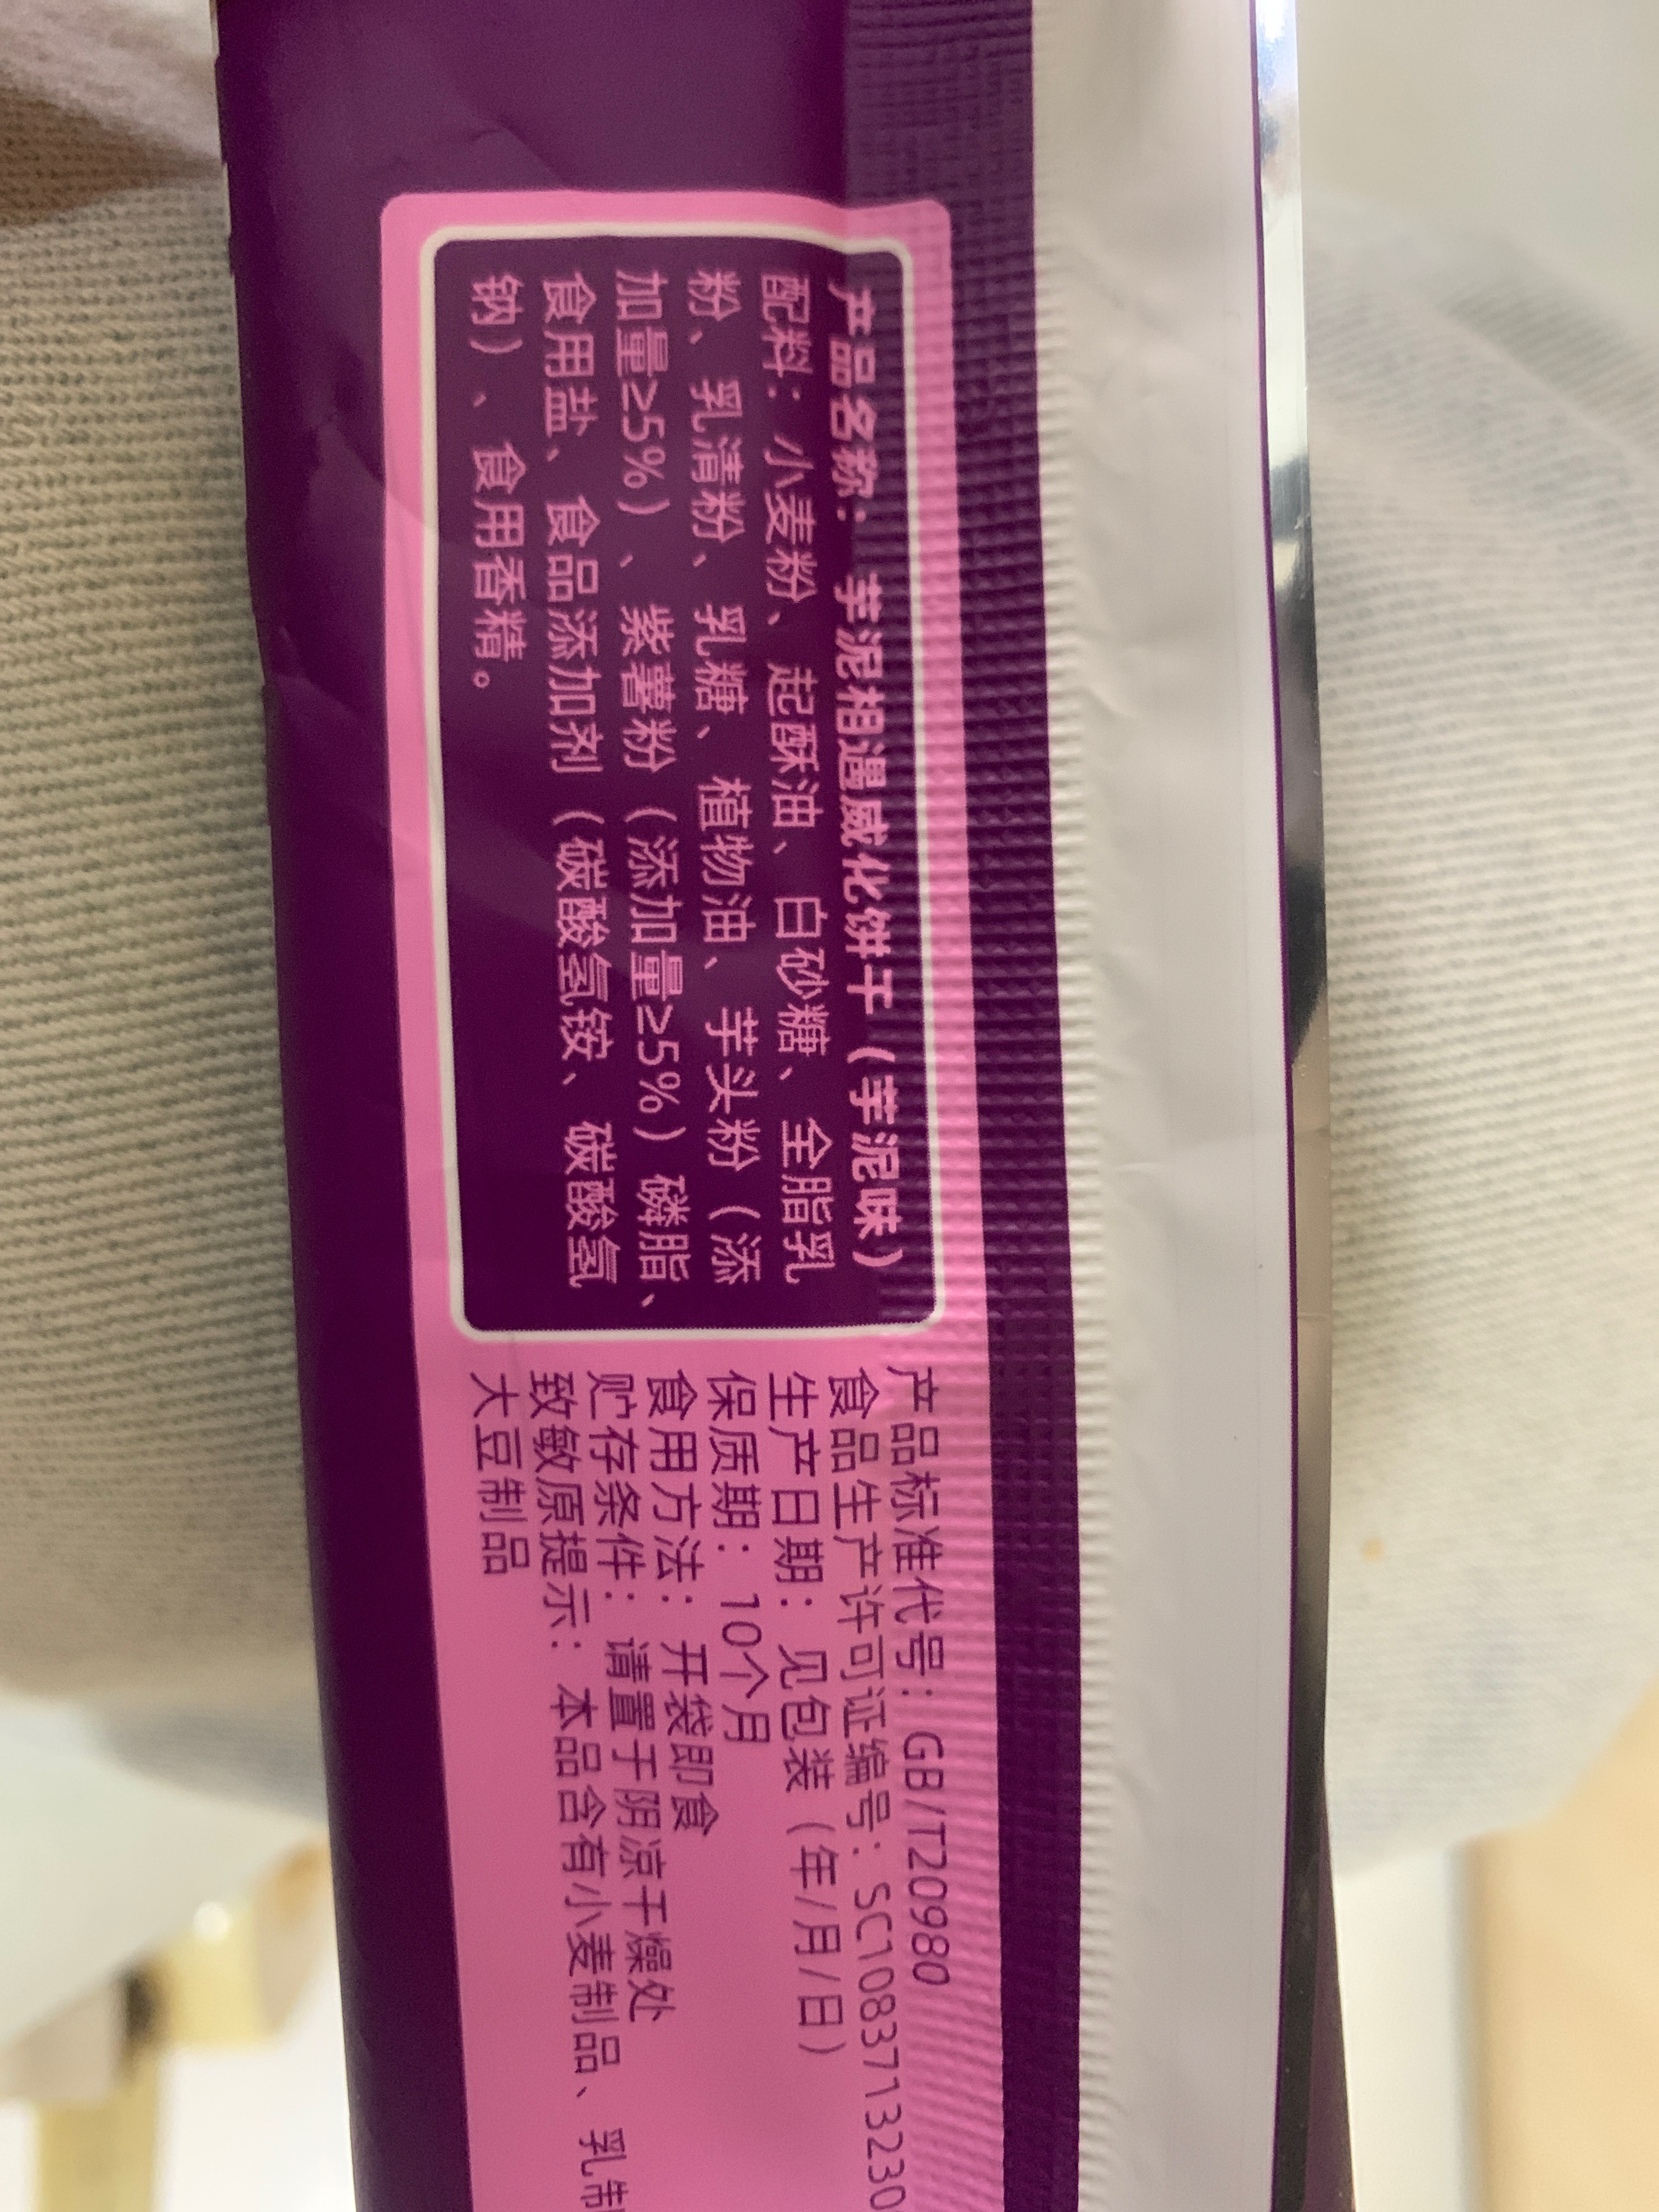 产品名称：芋泥相遇威化饼干（芋泥味）
配料：小麦粉、起酥油、白砂糖、全脂乳
粉、乳清粉、乳糖、植物油、芋头粉（添
加量≥5%）、紫薯粉（添加量≥5%）磷脂、
食用盐、食品添加剂（碳酸氢铵、碳酸氢
钠）、食用香精。
产品标准代号：GB/T20980
食品生产许可证编号：SC1083713230
生产日期：见包装（年/月/日）
保质期：10个月
食用方法：开袋即食
贮存条件：请置于阴凉干燥处
致敏原提示：本品含有小麦制品、乳制
大豆制品